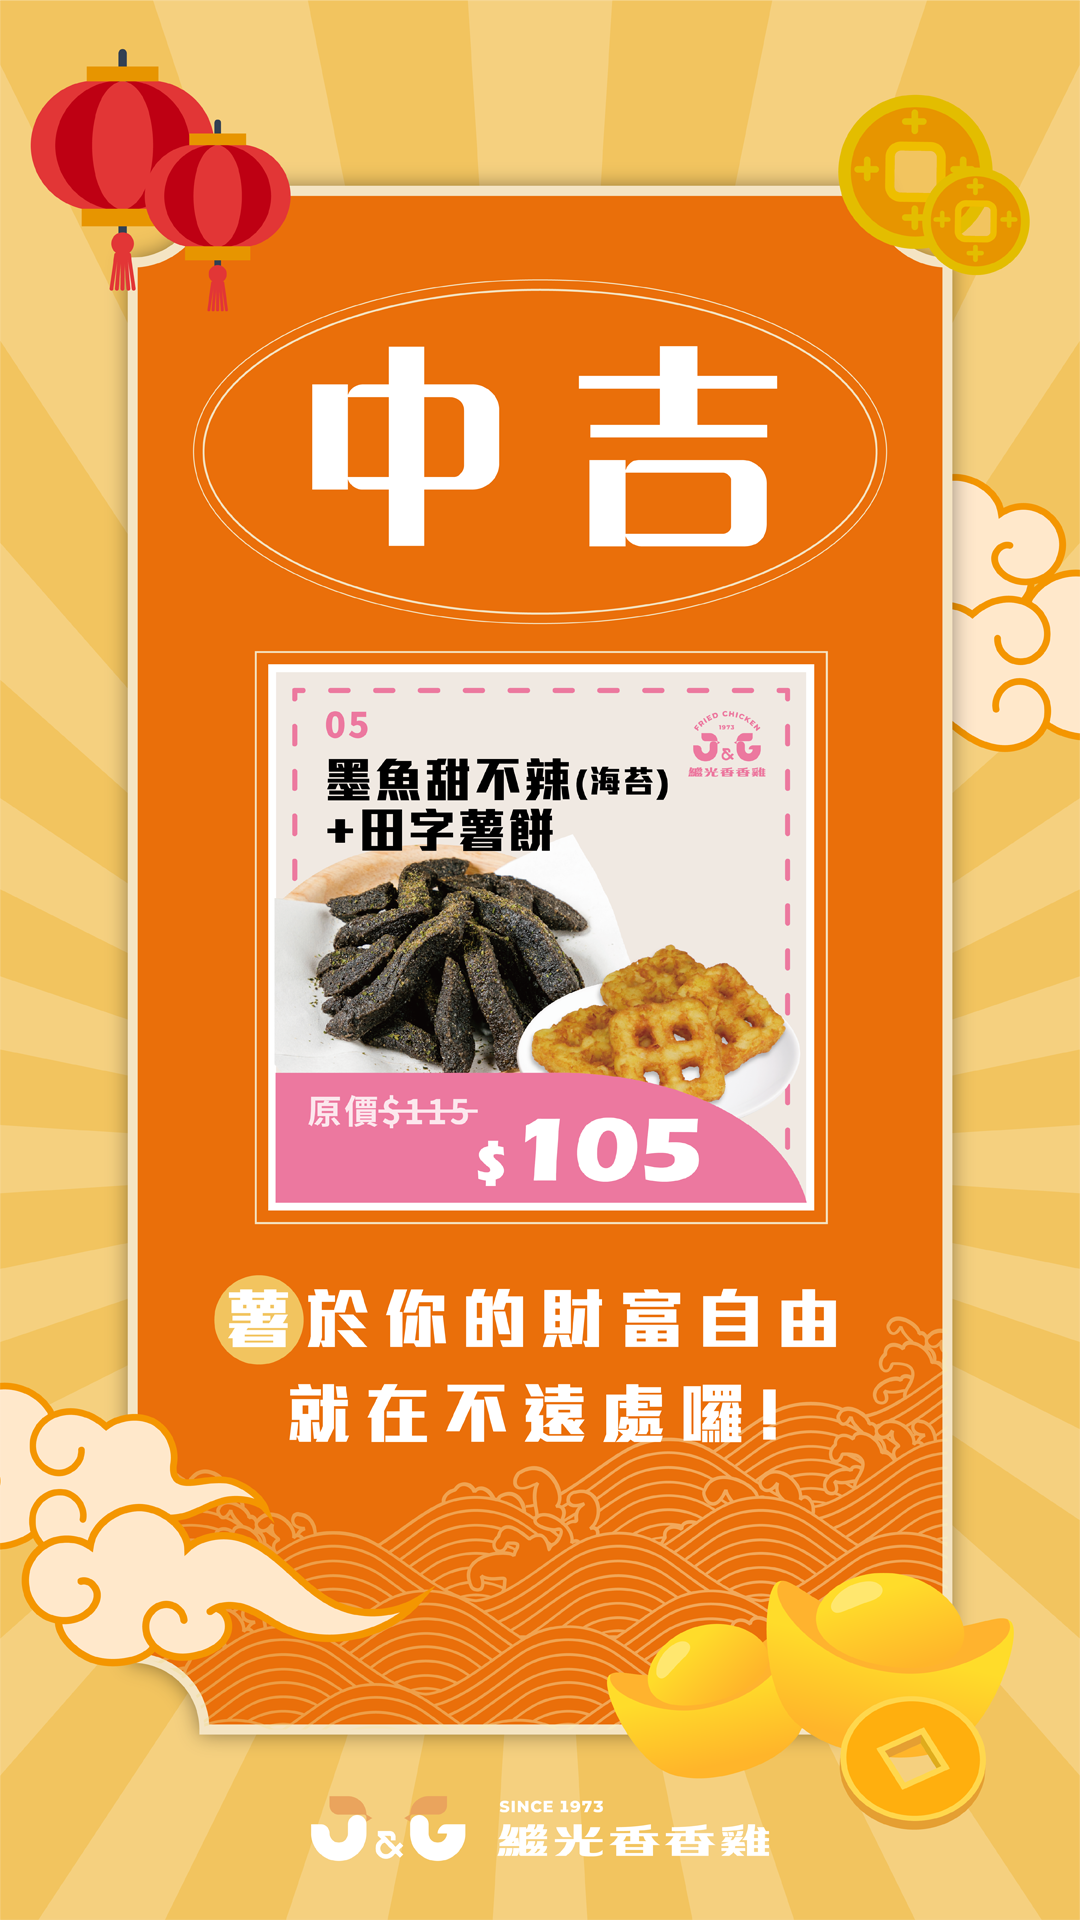 中吉
05
FRIED CHICKEN
1973
J&G
繼光香香雞
墨魚甜不辣(海苔)
+田字薯餅
原價$115
$105
薯於你的財富自由
就在不遠處囉!
J&G
SINCE 1973
繼光香香雞